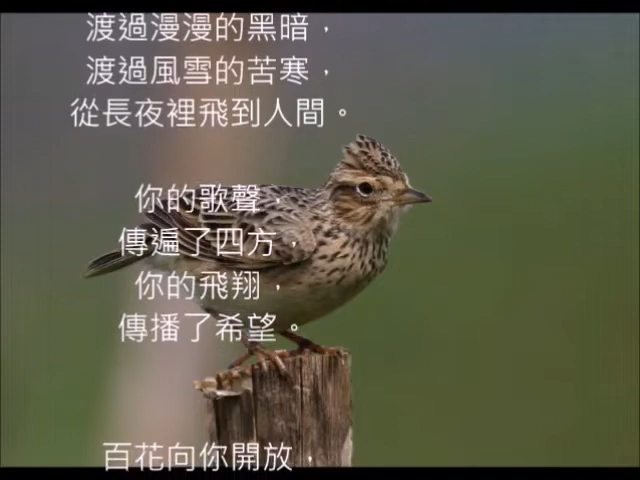 渡過漫漫的黑暗，
渡過風雪的苦寒，
從長夜裡飛到人間。
你的歌聲，
傳遍了四方，
你的飛翔，
傳播了希望。
百花向你開放，